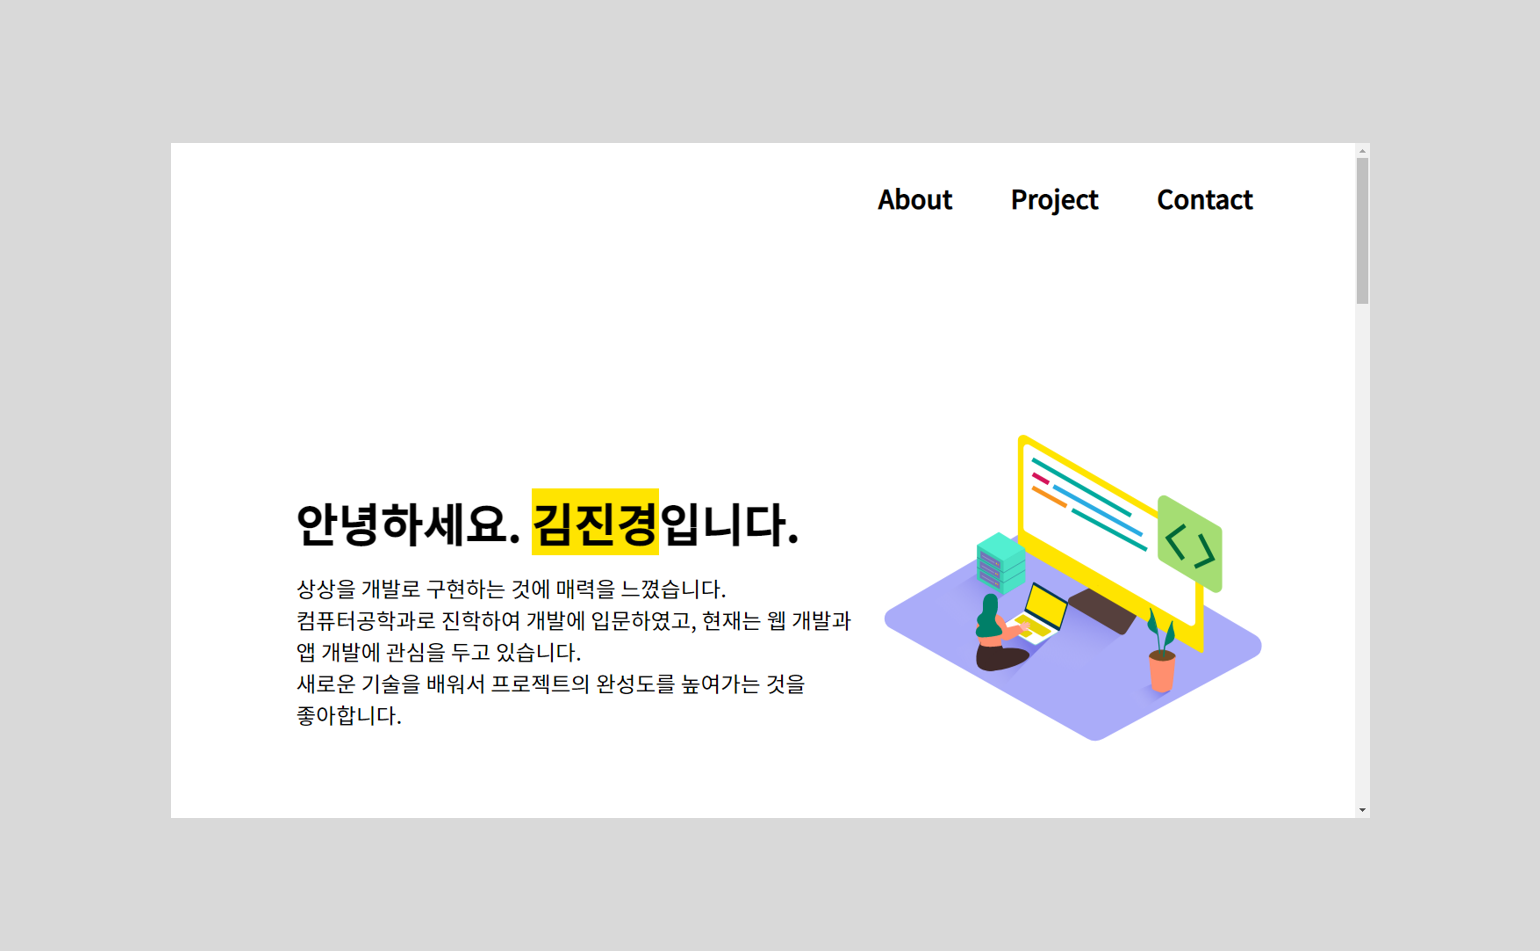 About Project Contact
안녕하세요. 김진경입니다.
상상을 개발로 구현하는 것에 매력을 느꼈습니다.
컴퓨터공학과로 진학하여 개발에 입문하였고, 현재는 웹 개발과
앱 개발에 관심을 두고 있습니다.
새로운 기술을 배워서 프로젝트의 완성도를 높여가는 것을
좋아합니다.